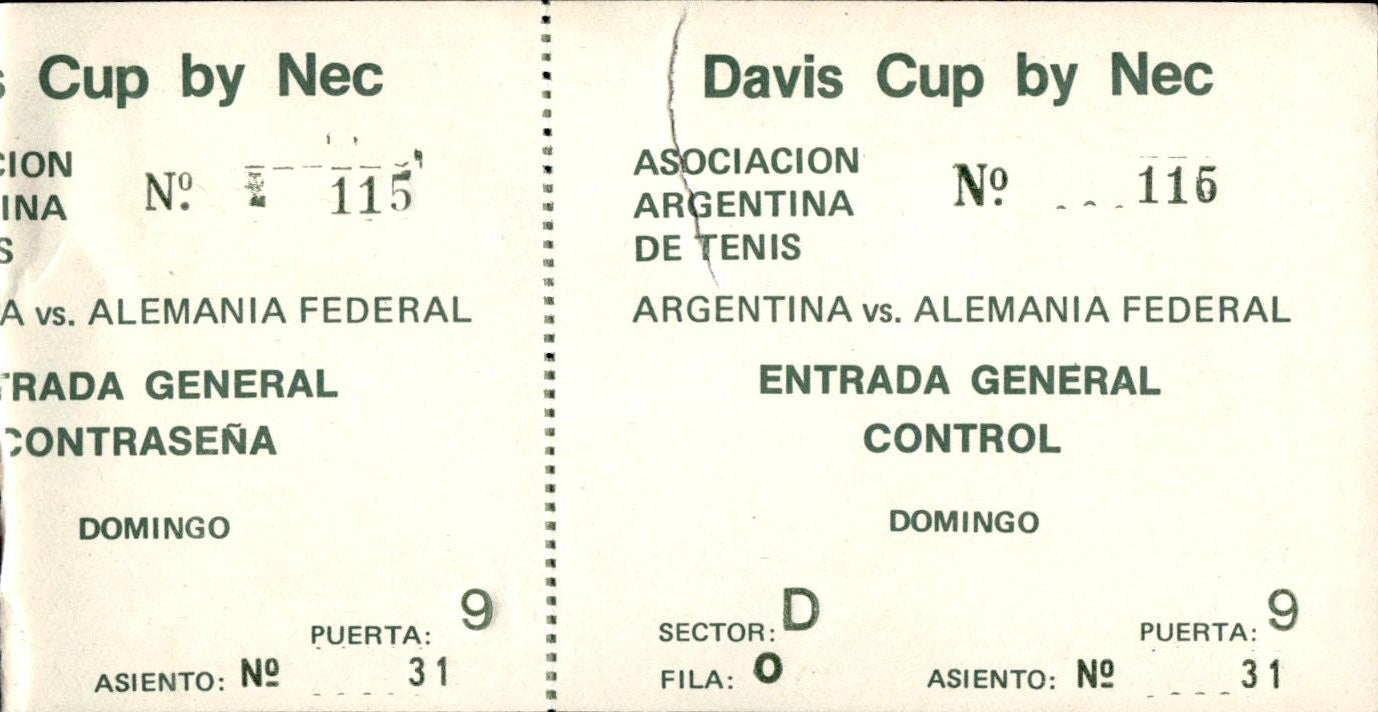 s Cup by Nec
CION
INA
S
Nº 115
A vs. ALEMANIA FEDERAL
TRADA GENERAL
CONTRASEÑA
DOMINGO
PUERTA: 9
ASIENTO: Nº 31
Davis Cup by Nec
ASOCIACION
ARGENTINA
DE TENIS
Nº 116
ARGENTINA vs. ALEMANIA FEDERAL
ENTRADA GENERAL
CONTROL
DOMINGO
SECTOR: D
PUERTA: 9
FILA: O
ASIENTO: Nº 31